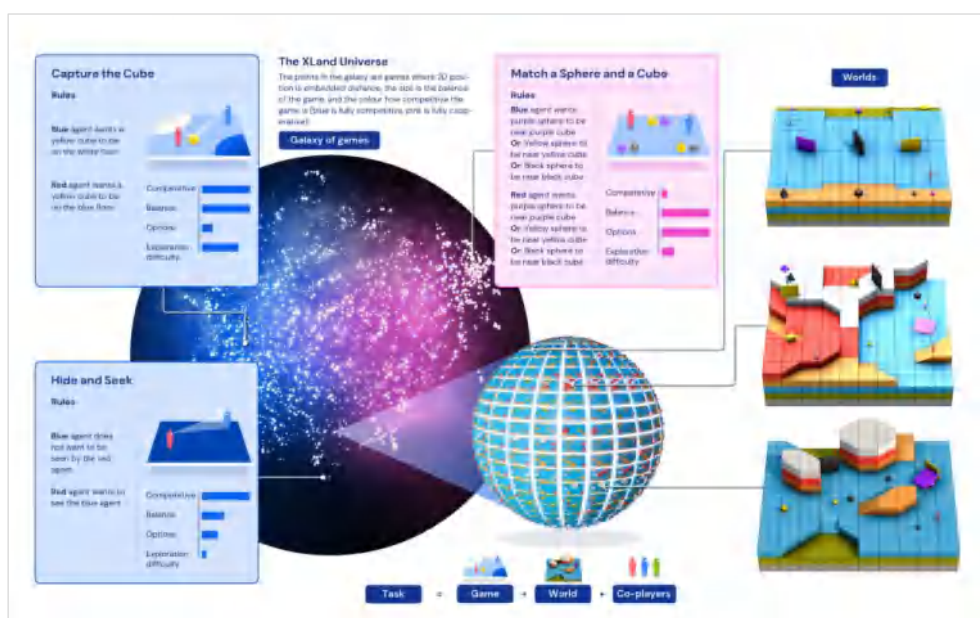 Capture the Cube
Rules
Blue agent wants a
yellow cube to be
on the white floor
Red agent wants a
yellow cube to be
on the blue floor
Competitive
Balance
Options
Exploration
difficulty
The XLand Universe
The points in the galaxy are games where 3D posi-
tion is embedded distance, the size is the balance
of the game, and the colour how competitive the
game is (blue is fully competitive, pink is fully coop-
erative)
Galaxy of games
Match a Sphere and a Cube
Rules
Blue agent wants
purple sphere to be
near purple cube
Or Yellow sphere to
be near yellow cube
Or Black sphere to
be near black cube
Red agent wants
purple sphere to be
near purple cube
Or Yellow sphere to
be near yellow cube
Or Black sphere to
be near black cube
Competitive
Balance
Options
Exploration
difficulty
Worlds
Hide and Seek
Rules
Blue agent does
not want to be
seen by the red
agent
Red agent wants to
see the blue agent
Competitive
Balance
Options
Exploration
difficulty
Task = Game + World + Co-players